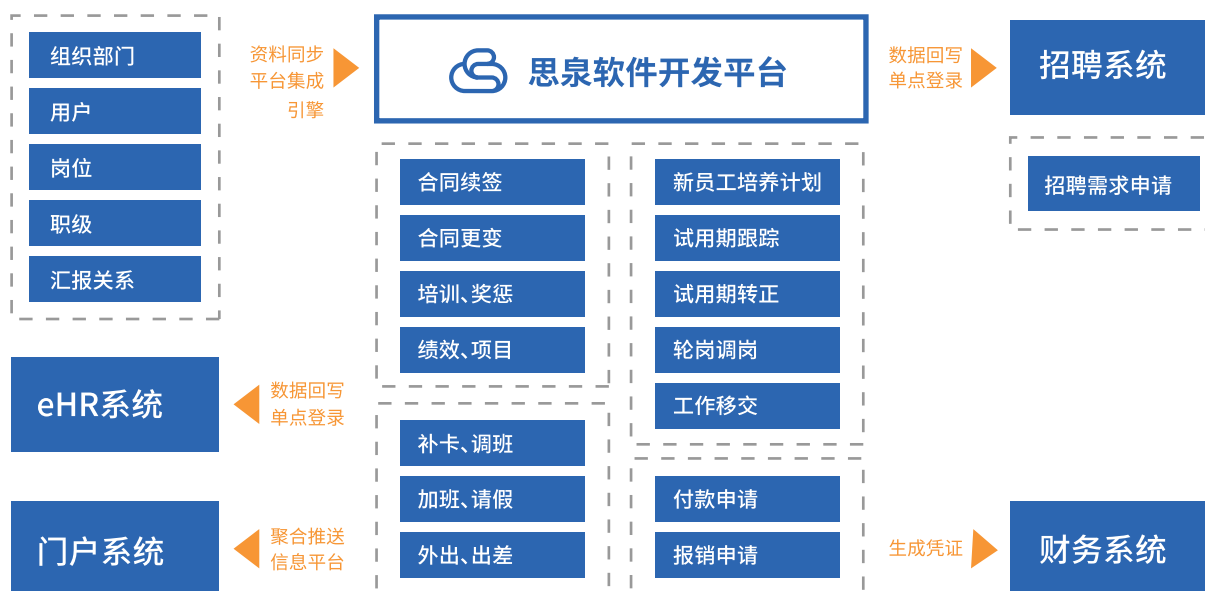 组织部门
用户
岗位
职级
汇报关系
资料同步
平台集成
引擎
思泉软件开发平台
数据回写
单点登录
招聘系统
招聘需求申请
合同续签
合同更变
培训、奖惩
绩效、项目
新员工培养计划
试用期跟踪
试用期转正
轮岗调岗
工作移交
eHR系统
数据回写
单点登录
补卡、调班
加班、请假
外出、出差
付款申请
报销申请
门户系统
聚合推送
信息平台
生成凭证
财务系统